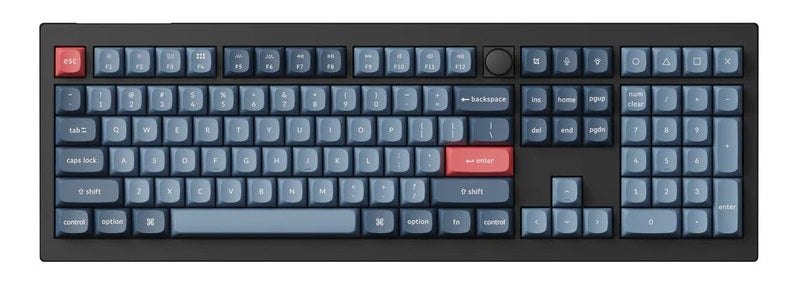 esc F1 F2 F3 F4 F5 F6 F7 F8 F9 F10 F11 F12
~ ! 1 @ 2 # 3 $ 4 % 5 ^ 6 & 7 * 8 ( 9 ) 0 - + = ← backspace ins home pgup num clear / * -
tab Q W E R T Y U I O P { [ } ] | \ del end pgdn 7 8 9 +
caps lock A S D F G H J K L : ; " ' ↵ enter 4 5 6
⇧ shift Z X C V B N M < , > . ? / ⇧ shift 1 2 3 enter
control option ⌘ ⌘ option fn control 0 .